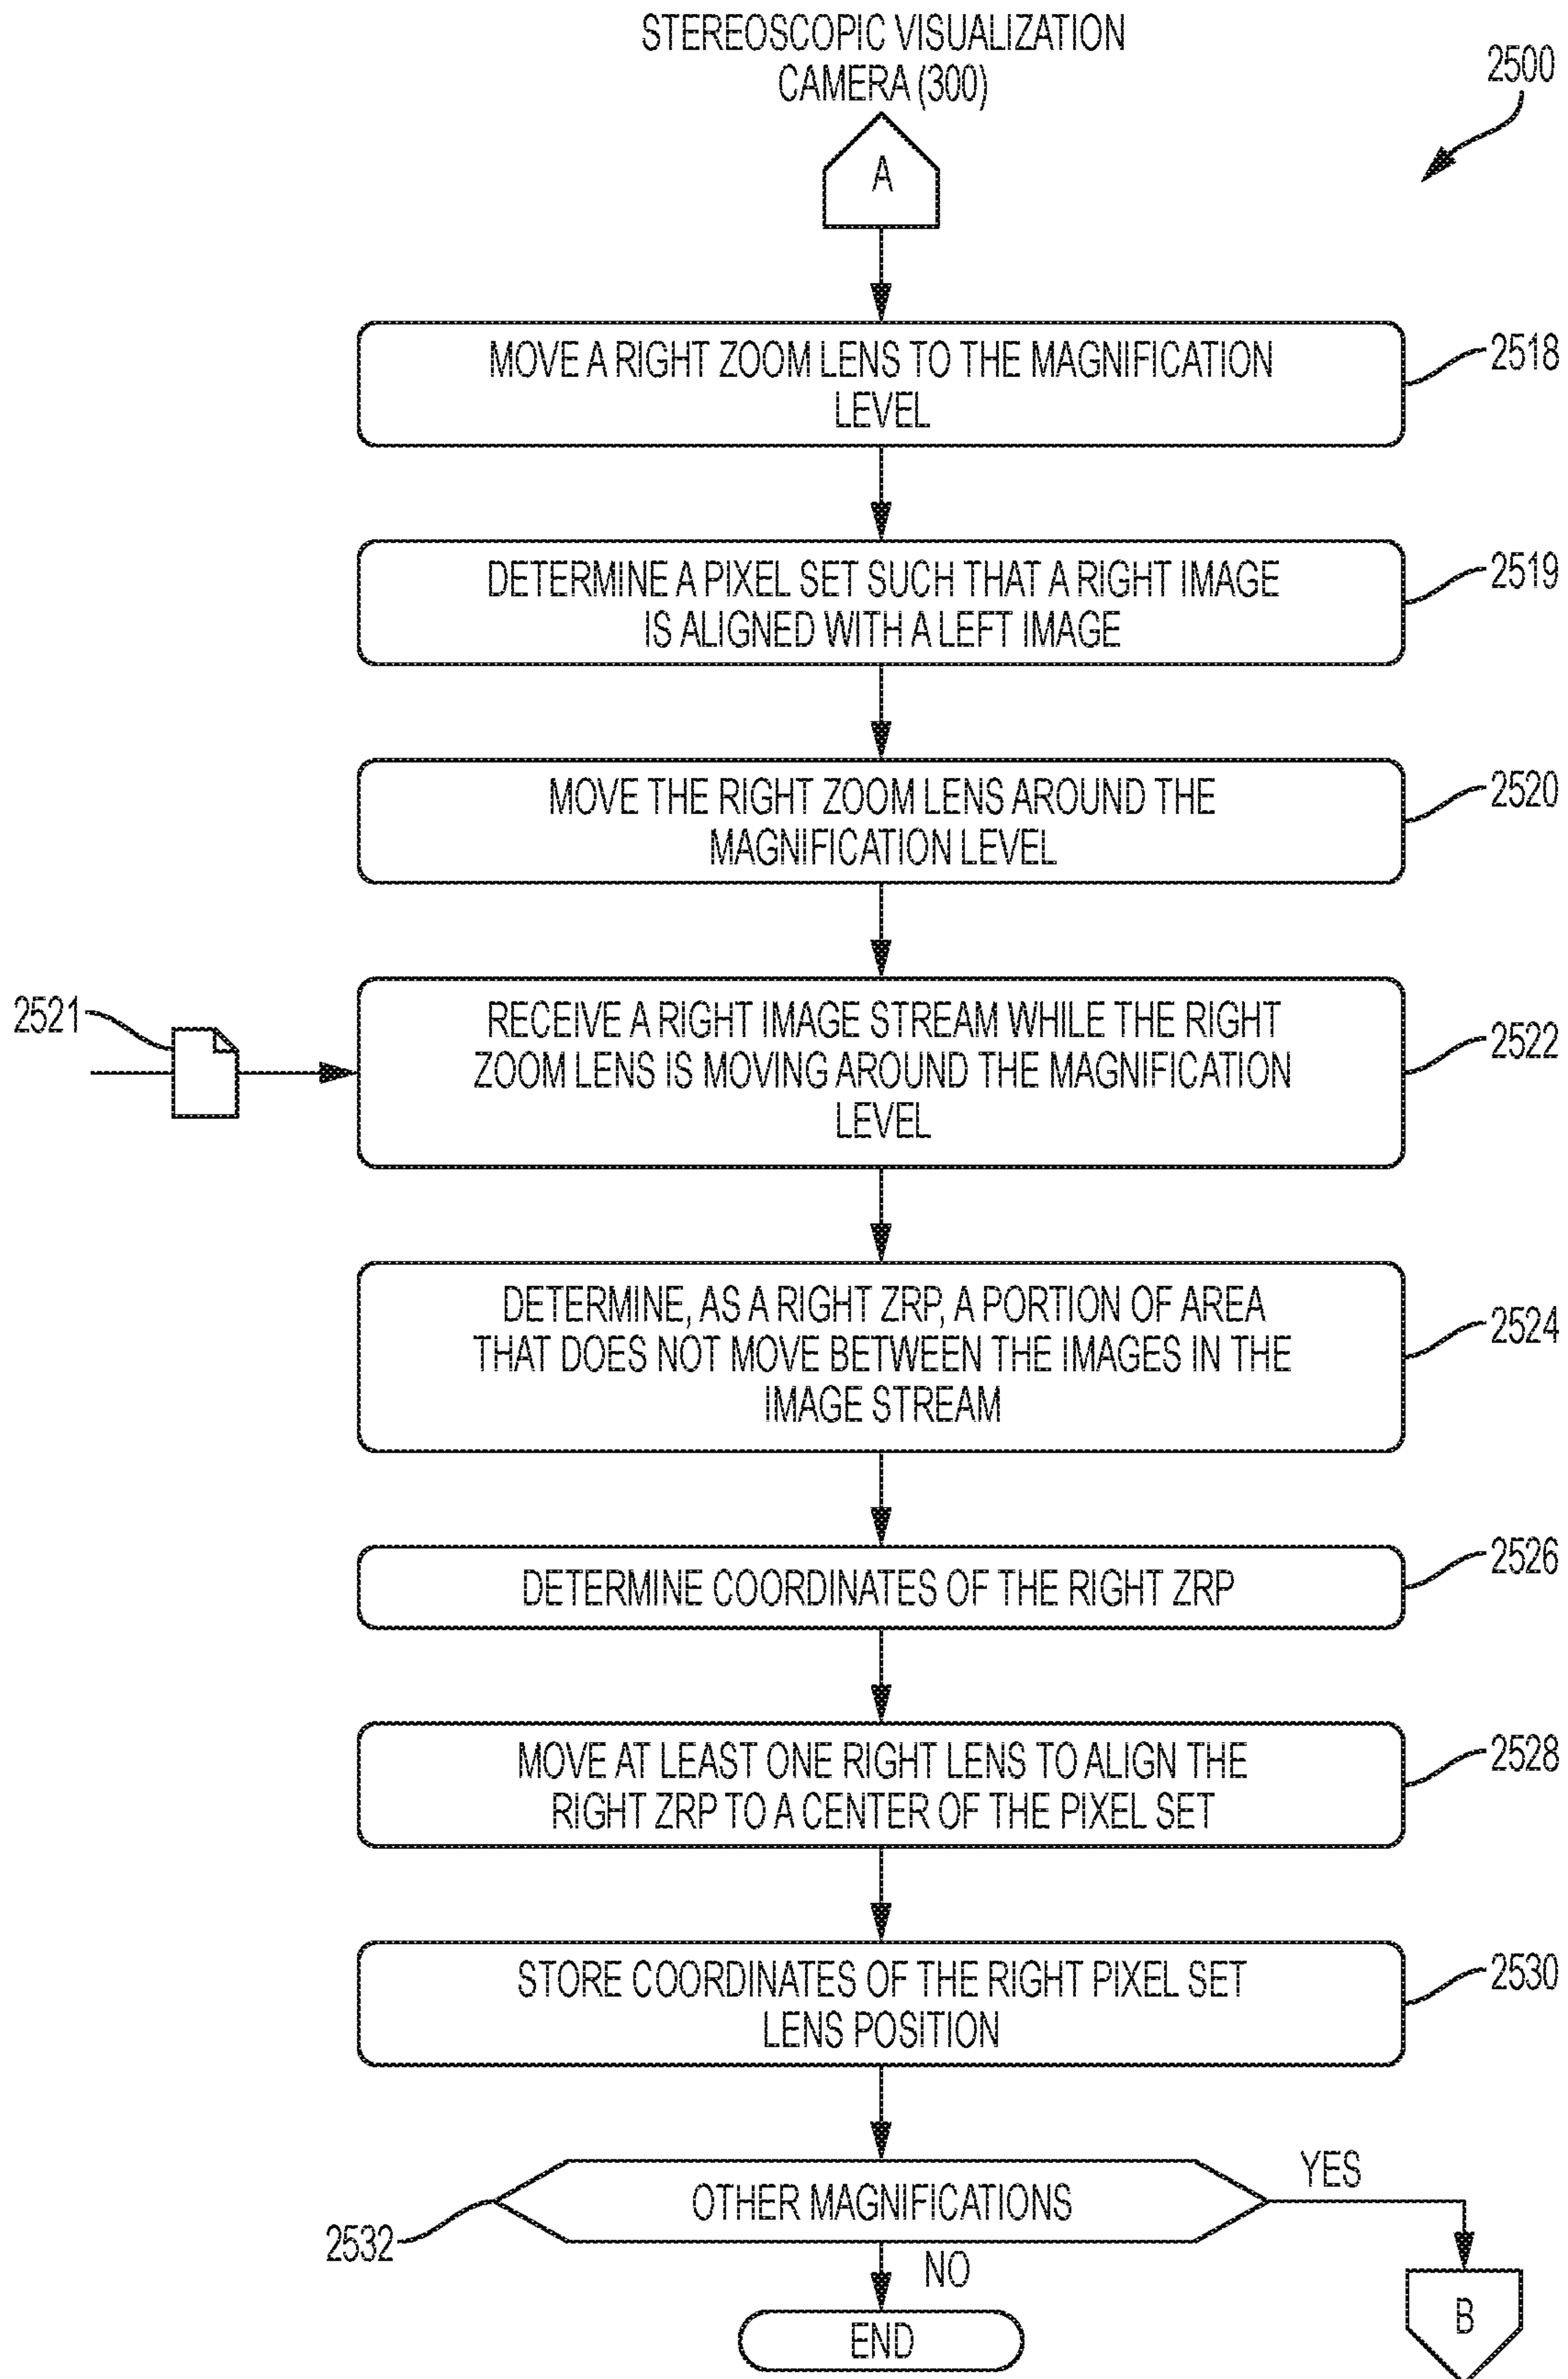 STEREOSCOPIC VISUALIZATION
CAMERA (300)
2500
A
MOVE A RIGHT ZOOM LENS TO THE MAGNIFICATION
LEVEL
2518
DETERMINE A PIXEL SET SUCH THAT A RIGHT IMAGE
IS ALIGNED WITH A LEFT IMAGE
2519
MOVE THE RIGHT ZOOM LENS AROUND THE
MAGNIFICATION LEVEL
2520
2521
RECEIVE A RIGHT IMAGE STREAM WHILE THE RIGHT
ZOOM LENS IS MOVING AROUND THE MAGNIFICATION
LEVEL
2522
DETERMINE, AS A RIGHT ZRP, A PORTION OF AREA
THAT DOES NOT MOVE BETWEEN THE IMAGES IN THE
IMAGE STREAM
2524
DETERMINE COORDINATES OF THE RIGHT ZRP
2526
MOVE AT LEAST ONE RIGHT LENS TO ALIGN THE
RIGHT ZRP TO A CENTER OF THE PIXEL SET
2528
STORE COORDINATES OF THE RIGHT PIXEL SET
LENS POSITION
2530
OTHER MAGNIFICATIONS
YES
2532
NO
END
B